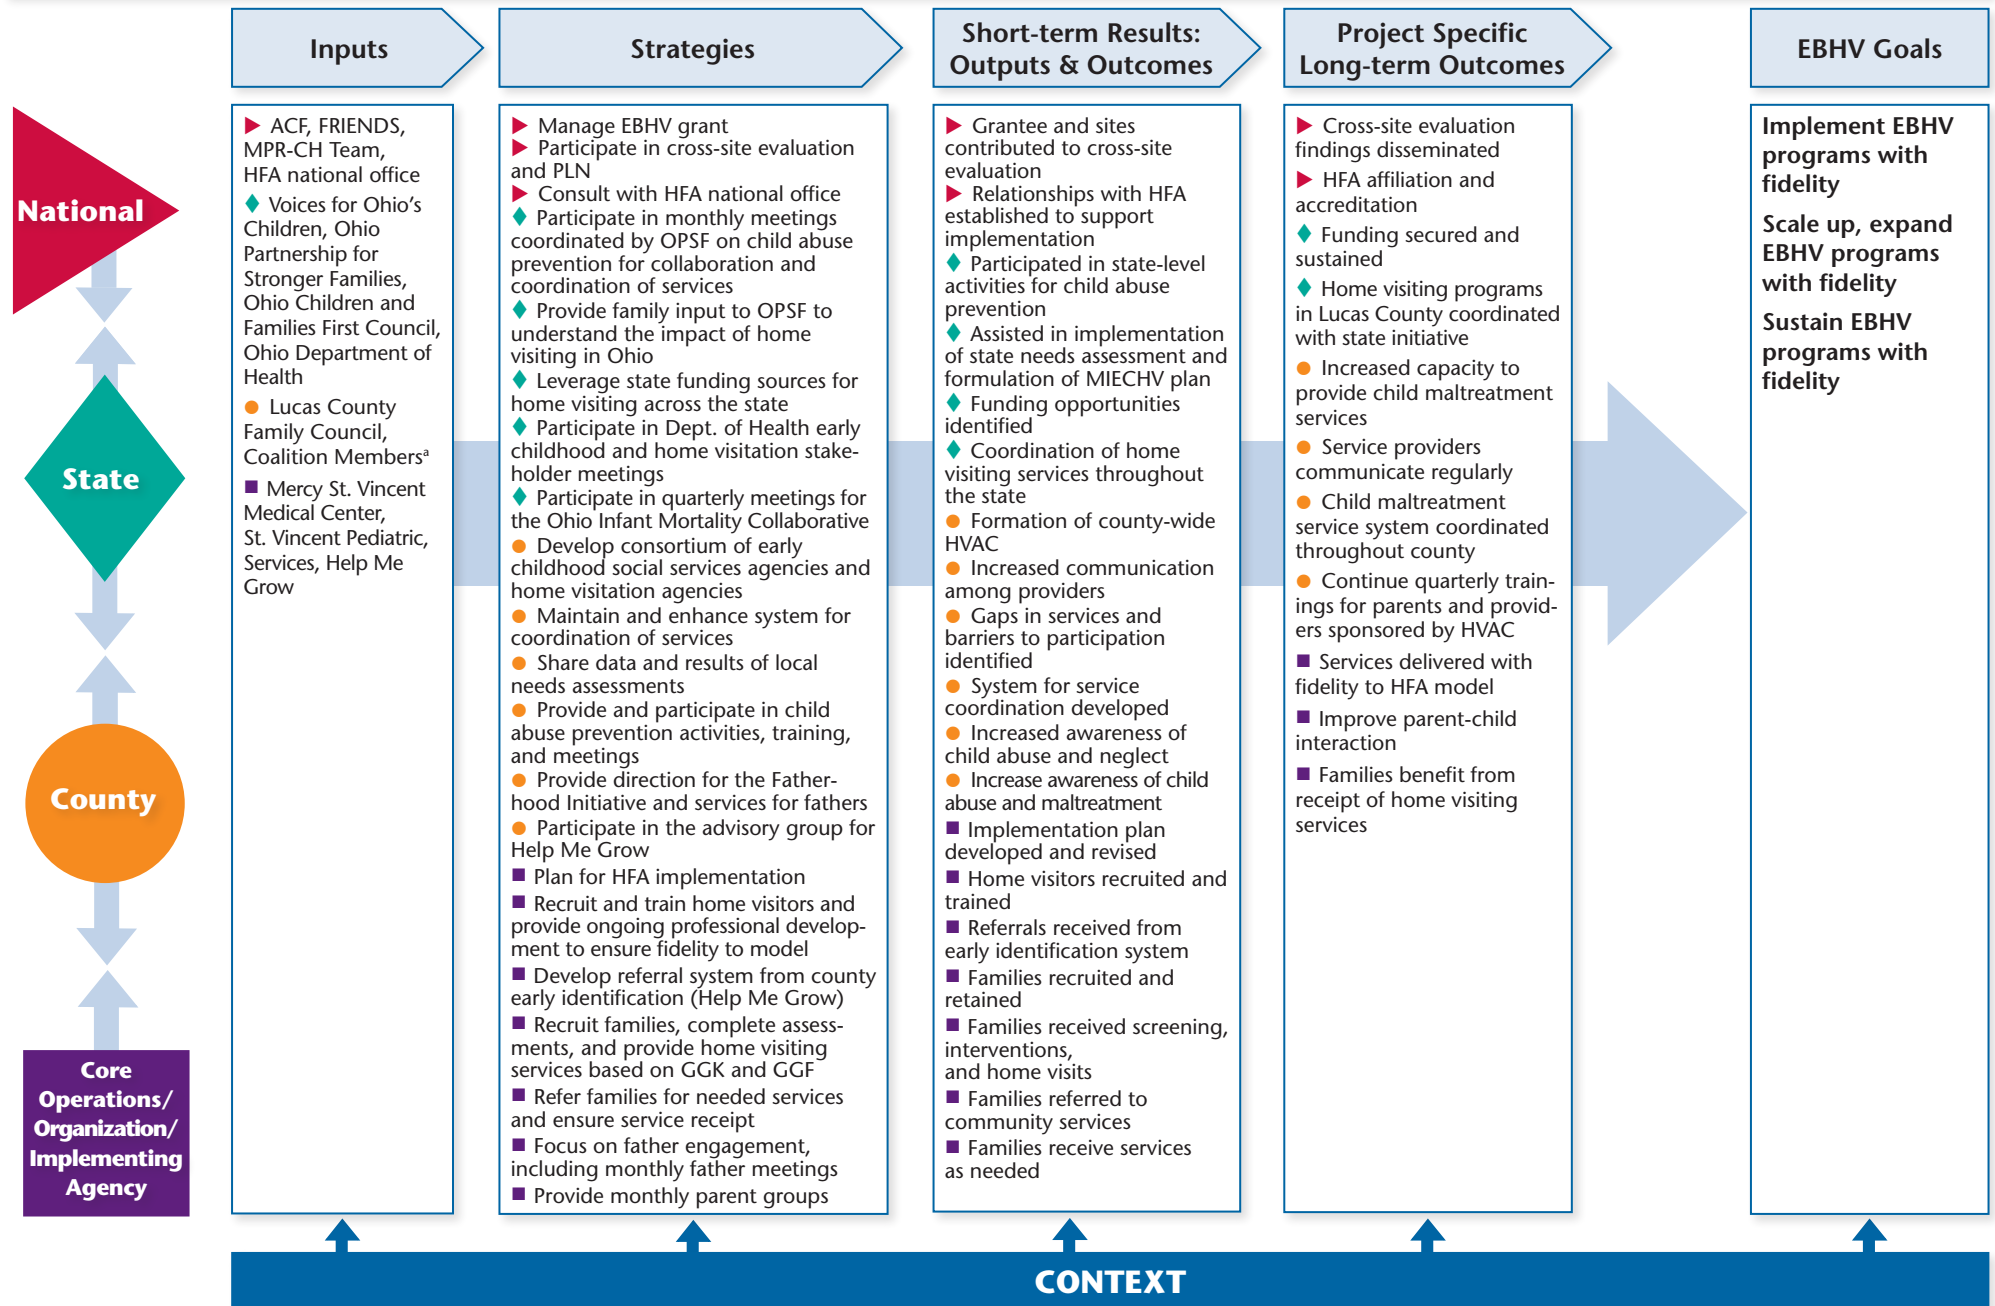 Inputs
Strategies
Short-term Results:
Outputs & Outcomes
Project Specific
Long-term Outcomes
EBHV Goals
National
State
County
Core
Operations/
Organization/
Implementing
Agency
ACF, FRIENDS,
MPR-CH Team,
HFA national office
Voices for Ohio's
Children, Ohio
Partnership for
Stronger Families,
Ohio Children and
Families First Council,
Ohio Department of
Health
Lucas County
Family Council,
Coalition Membersᵃ
Mercy St. Vincent
Medical Center,
St. Vincent Pediatric,
Services, Help Me
Grow
Manage EBHV grant
Participate in cross-site evaluation
and PLN
Consult with HFA national office
Participate in monthly meetings
coordinated by OPSF on child abuse
prevention for collaboration and
coordination of services
Provide family input to OPSF to
understand the impact of home
visiting in Ohio
Leverage state funding sources for
home visiting across the state
Participate in Dept. of Health early
childhood and home visitation stake-
holder meetings
Participate in quarterly meetings for
the Ohio Infant Mortality Collaborative
Develop consortium of early
childhood social services agencies and
home visitation agencies
Maintain and enhance system for
coordination of services
Share data and results of local
needs assessments
Provide and participate in child
abuse prevention activities, training,
and meetings
Provide direction for the Father-
hood Initiative and services for fathers
Participate in the advisory group for
Help Me Grow
Plan for HFA implementation
Recruit and train home visitors and
provide ongoing professional develop-
ment to ensure fidelity to model
Develop referral system from county
early identification (Help Me Grow)
Recruit families, complete assess-
ments, and provide home visiting
services based on GGK and GGF
Refer families for needed services
and ensure service receipt
Focus on father engagement,
including monthly father meetings
Provide monthly parent groups
Grantee and sites
contributed to cross-site
evaluation
Relationships with HFA
established to support
implementation
Participated in state-level
activities for child abuse
prevention
Assisted in implementation
of state needs assessment and
formulation of MIECHV plan
Funding opportunities
identified
Coordination of home
visiting services throughout
the state
Formation of county-wide
HVAC
Increased communication
among providers
Gaps in services and
barriers to participation
identified
System for service
coordination developed
Increased awareness of
child abuse and neglect
Increase awareness of child
abuse and maltreatment
Implementation plan
developed and revised
Home visitors recruited and
trained
Referrals received from
early identification system
Families recruited and
retained
Families received screening,
interventions,
and home visits
Families referred to
community services
Families receive services
as needed
Cross-site evaluation
findings disseminated
HFA affiliation and
accreditation
Funding secured and
sustained
Home visiting programs
in Lucas County coordinated
with state initiative
Increased capacity to
provide child maltreatment
services
Service providers
communicate regularly
Child maltreatment
service system coordinated
throughout county
Continue quarterly train-
ings for parents and provid-
ers sponsored by HVAC
Services delivered with
fidelity to HFA model
Improve parent-child
interaction
Families benefit from
receipt of home visiting
services
Implement EBHV
programs with
fidelity
Scale up, expand
EBHV programs
with fidelity
Sustain EBHV
programs with
fidelity
CONTEXT